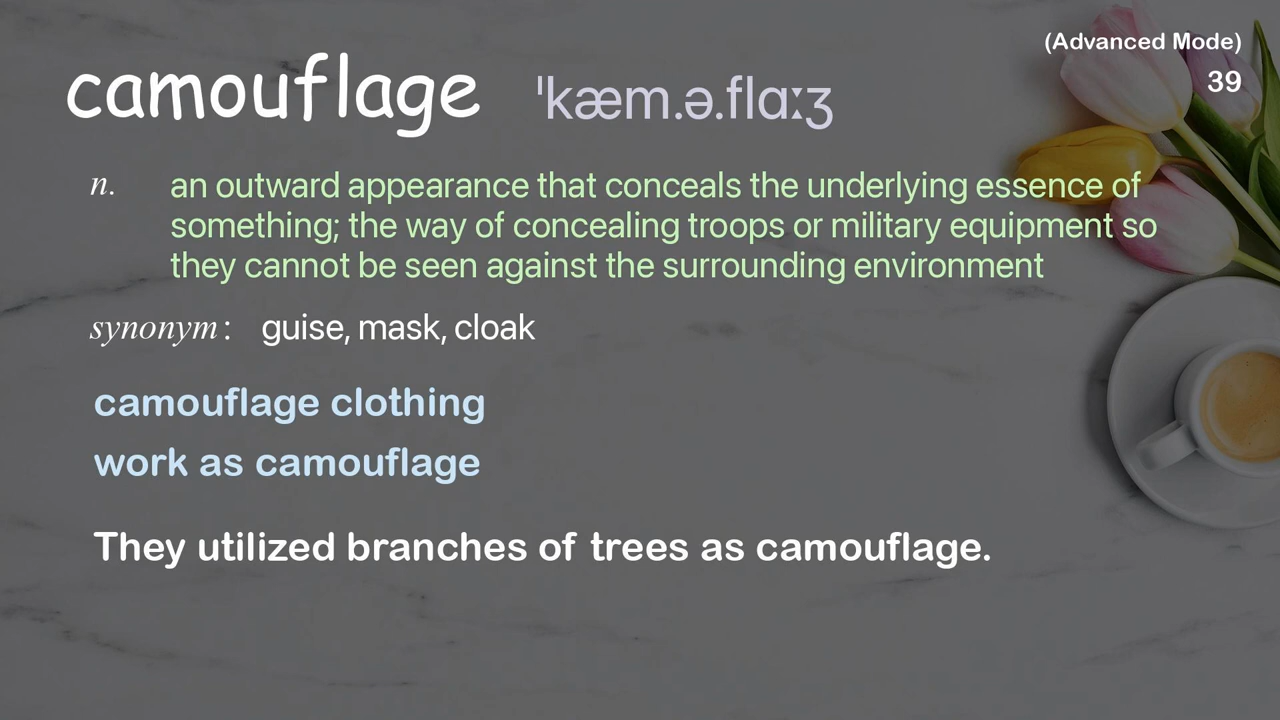 (Advanced Mode)
39
camouflage ˈkæm.ə.flɑːʒ
n. an outward appearance that conceals the underlying essence of
something; the way of concealing troops or military equipment so
they cannot be seen against the surrounding environment
synonym: guise, mask, cloak
camouflage clothing
work as camouflage
They utilized branches of trees as camouflage.